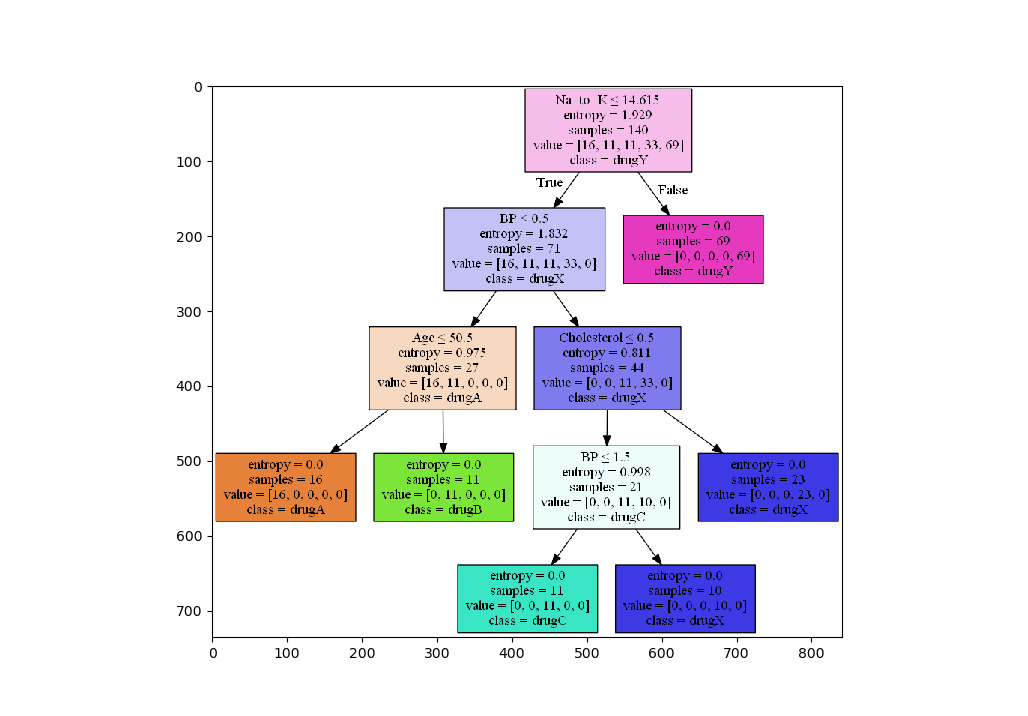 Na_to_K ≤ 14.615
entropy = 1.929
samples = 140
value = [16, 11, 11, 33, 69]
class = drugY
True
False
BP ≤ 0.5
entropy = 1.832
samples = 71
value = [16, 11, 11, 33, 0]
class = drugX
entropy = 0.0
samples = 69
value = [0, 0, 0, 0, 69]
class = drugY
Age ≤ 50.5
entropy = 0.975
samples = 27
value = [16, 11, 0, 0, 0]
class = drugA
Cholesterol ≤ 0.5
entropy = 0.811
samples = 44
value = [0, 0, 11, 33, 0]
class = drugX
entropy = 0.0
samples = 16
value = [16, 0, 0, 0, 0]
class = drugA
entropy = 0.0
samples = 11
value = [0, 11, 0, 0, 0]
class = drugB
BP ≤ 1.5
entropy = 0.998
samples = 21
value = [0, 0, 11, 10, 0]
class = drugC
entropy = 0.0
samples = 23
value = [0, 0, 0, 23, 0]
class = drugX
entropy = 0.0
samples = 11
value = [0, 0, 11, 0, 0]
class = drugC
entropy = 0.0
samples = 10
value = [0, 0, 0, 10, 0]
class = drugX
0
100
200
300
400
500
600
700
0 100 200 300 400 500 600 700 800